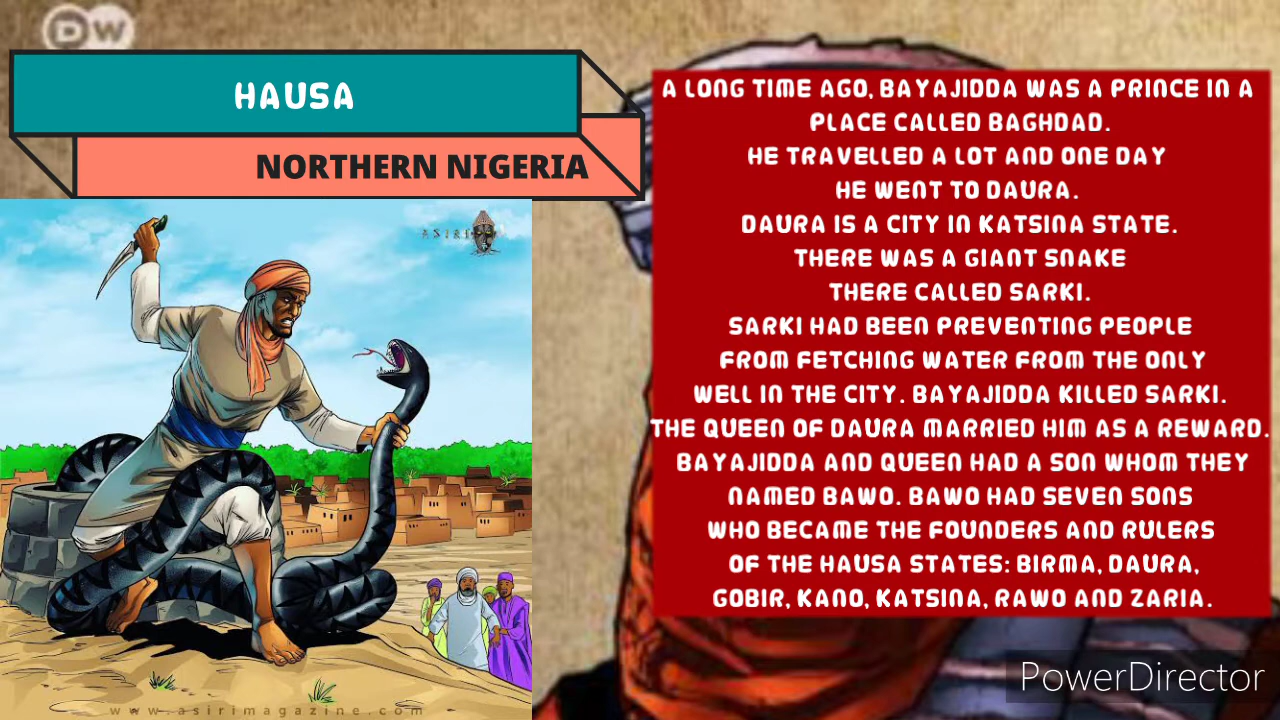 DW
HAUSA
NORTHERN NIGERIA
ASIRI
A LONG TIME AGO, BAYAJIDDA WAS A PRINCE IN A
PLACE CALLED BAGHDAD.
HE TRAVELLED A LOT AND ONE DAY
HE WENT TO DAURA.
DAURA IS A CITY IN KATSINA STATE.
THERE WAS A GIANT SNAKE
THERE CALLED SARKI.
SARKI HAD BEEN PREVENTING PEOPLE
FROM FETCHING WATER FROM THE ONLY
WELL IN THE CITY. BAYAJIDDA KILLED SARKI.
THE QUEEN OF DAURA MARRIED HIM AS A REWARD.
BAYAJIDDA AND QUEEN HAD A SON WHOM THEY
NAMED BAWO. BAWO HAD SEVEN SONS
WHO BECAME THE FOUNDERS AND RULERS
OF THE HAUSA STATES: BIRMA, DAURA,
GOBIR, KANO, KATSINA, RAWO AND ZARIA.
www.asirimagazine.com
PowerDirector